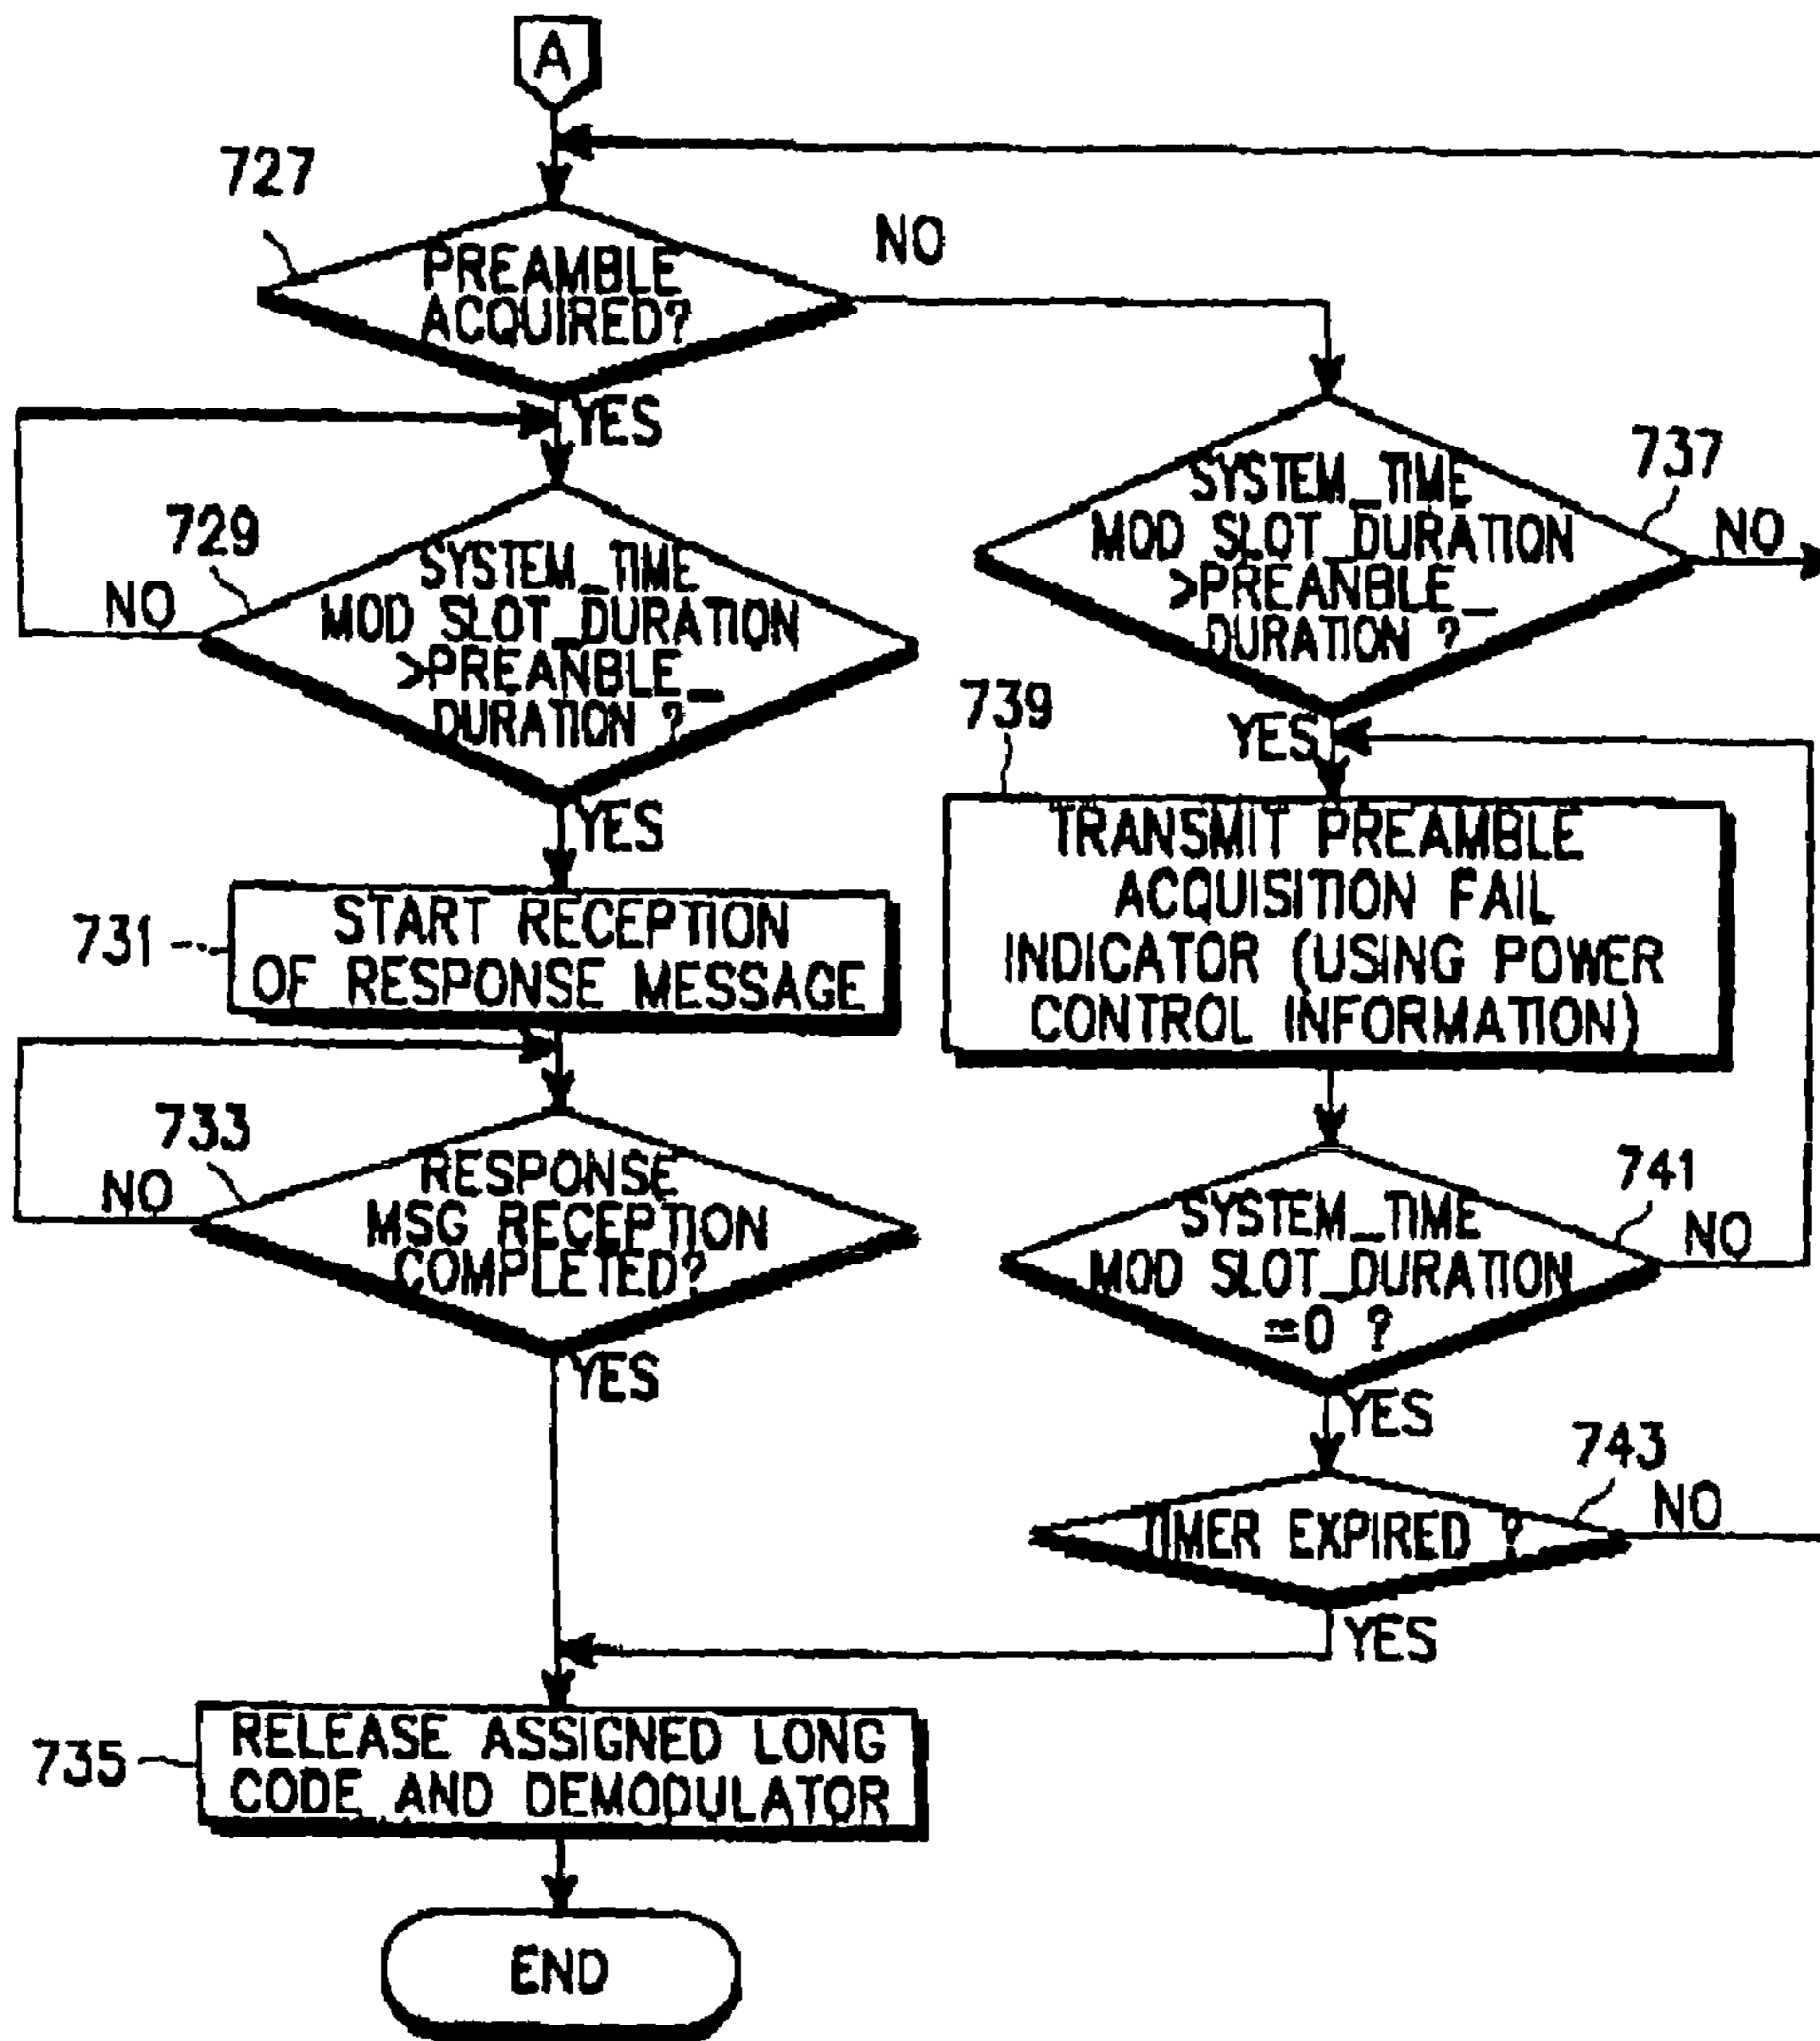 A
727
PREAMBLE
ACQUIRED?
NO
YES
729
NO
SYSTEM_TIME
MOD SLOT_DURATION
>PREANBLE_
DURATION ?
YES
731
START RECEPTION
OF RESPONSE MESSAGE
733
NO
RESPONSE
MSG RECEPTION
COMPLETED?
YES
737
SYSTEM_TIME
MOD SLOT_DURATION
>PREANBLE_
DURATION ?
NO
YES
739
TRANSMIT PREAMBLE
ACQUISITION FAIL
INDICATOR (USING POWER
CONTROL INFORMATION)
741
SYSTEM_TIME
MOD SLOT_DURATION
=0 ?
NO
YES
743
TIMER EXPIRED ?
NO
YES
735
RELEASE ASSIGNED LONG
CODE AND DEMODULATOR
END